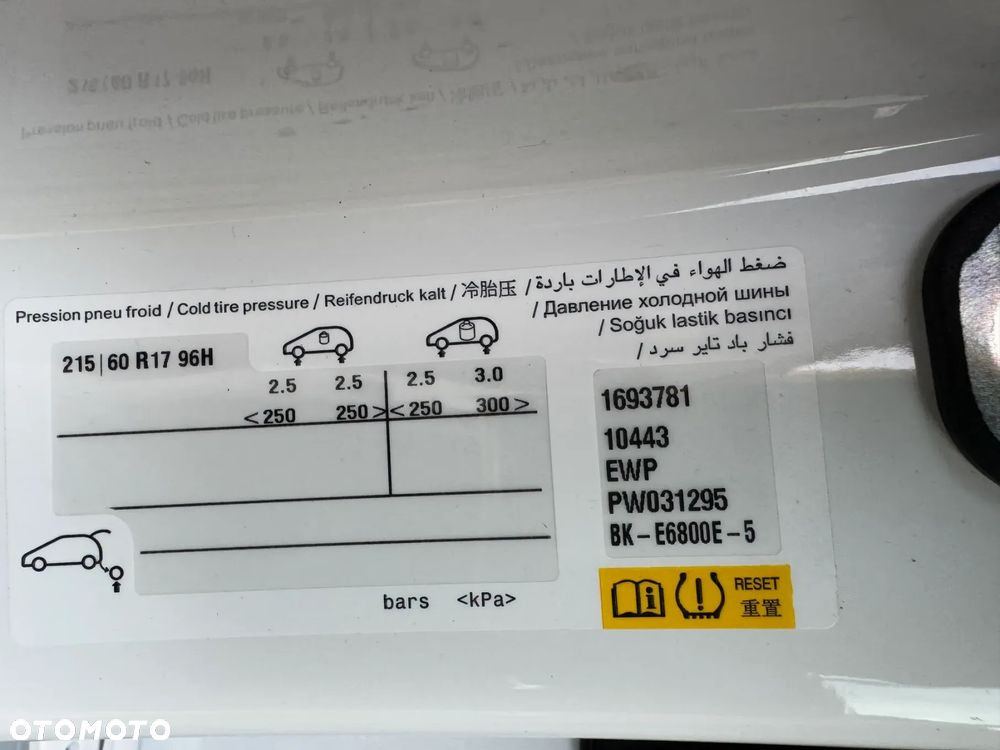 Pression pneu froid / Cold tire pressure / Reifendruck kalt / 冷胎压 / ضغط الهواء في الإطارات باردة
/ Давление холодной шины
/ Soğuk lastik basıncı
/ فشار باد تایر سرد
215 | 60 R17 96H
2.5 2.5 2.5 3.0
<250 250> <250 300>
1693781
10443
EWP
PW031295
BK - E6800E - 5
bars <kPa>
RESET
重置
OTOMOTO